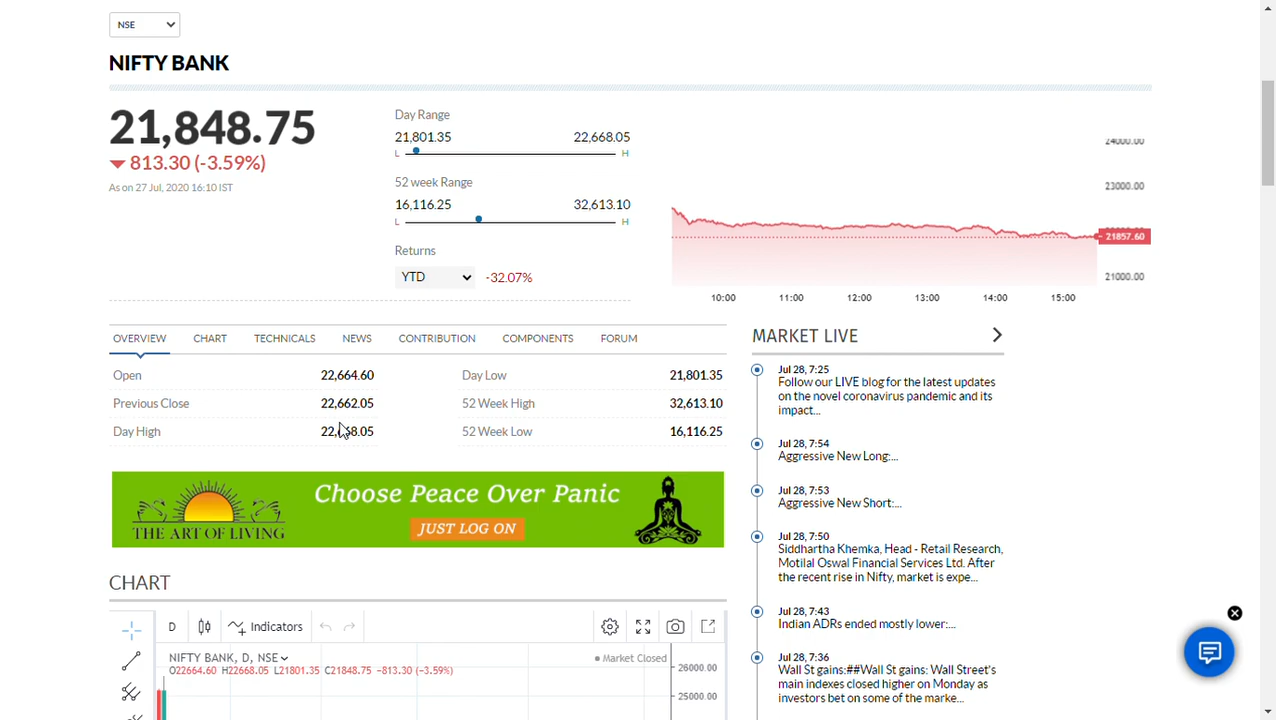 NSE
NIFTY BANK
21,848.75
813.30 (-3.59%)
As on 27 Jul, 2020 16:10 IST
Day Range
21,801.35 22,668.05
L H
52 week Range
16,116.25 32,613.10
L H
Returns
YTD -32.07%
24000.00
23000.00
21857.60
21000.00
10:00 11:00 12:00 13:00 14:00 15:00
OVERVIEW CHART TECHNICALS NEWS CONTRIBUTION COMPONENTS FORUM
Open 22,664.60 Day Low 21,801.35
Previous Close 22,662.05 52 Week High 32,613.10
Day High 22,668.05 52 Week Low 16,116.25
Choose Peace Over Panic
THE ART OF LIVING
JUST LOG ON
CHART
D Indicators
NIFTY BANK, D, NSE Market Closed
O22664.60 H22668.05 L21801.35 C21848.75 −813.30 (−3.59%)
26000.00
25000.00
MARKET LIVE
Jul 28, 7:25
Follow our LIVE blog for the latest updates
on the novel coronavirus pandemic and its
impact...
Jul 28, 7:54
Aggressive New Long:...
Jul 28, 7:53
Aggressive New Short:...
Jul 28, 7:50
Siddhartha Khemka, Head - Retail Research,
Motilal Oswal Financial Services Ltd. After
the recent rise in Nifty, market is expe...
Jul 28, 7:43
Indian ADRs ended mostly lower:...
Jul 28, 7:36
Wall St gains:##Wall St gains: Wall Street's
main indexes closed higher on Monday as
investors bet on some of the marke...